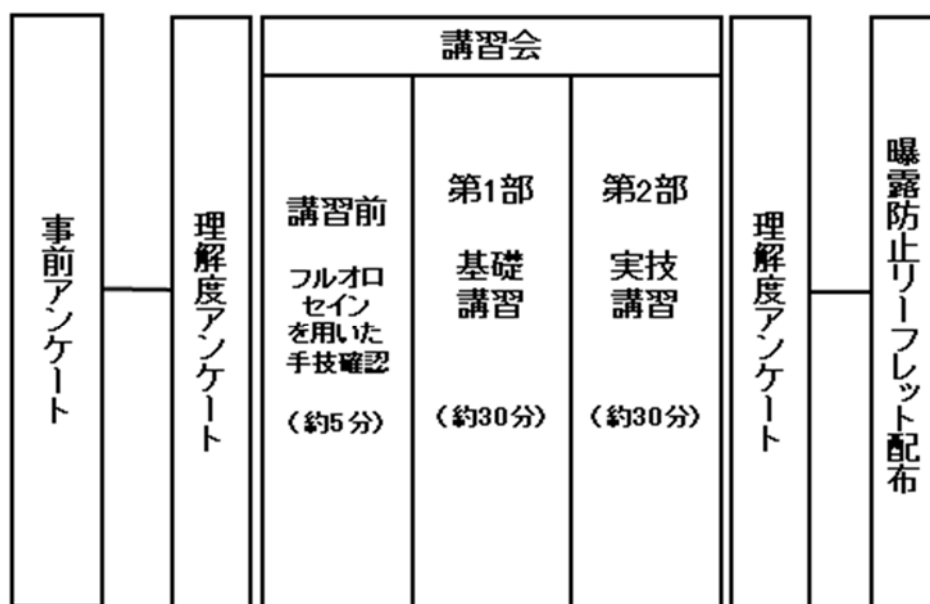 事前アンケート
理解度アンケート
講習会
講習前
フルオロ
セイン
を用いた
手技確認
（約5分）
第1部
基礎
講習
（約30分）
第2部
実技
講習
（約30分）
理解度アンケート
曝露防止リーフレット配布